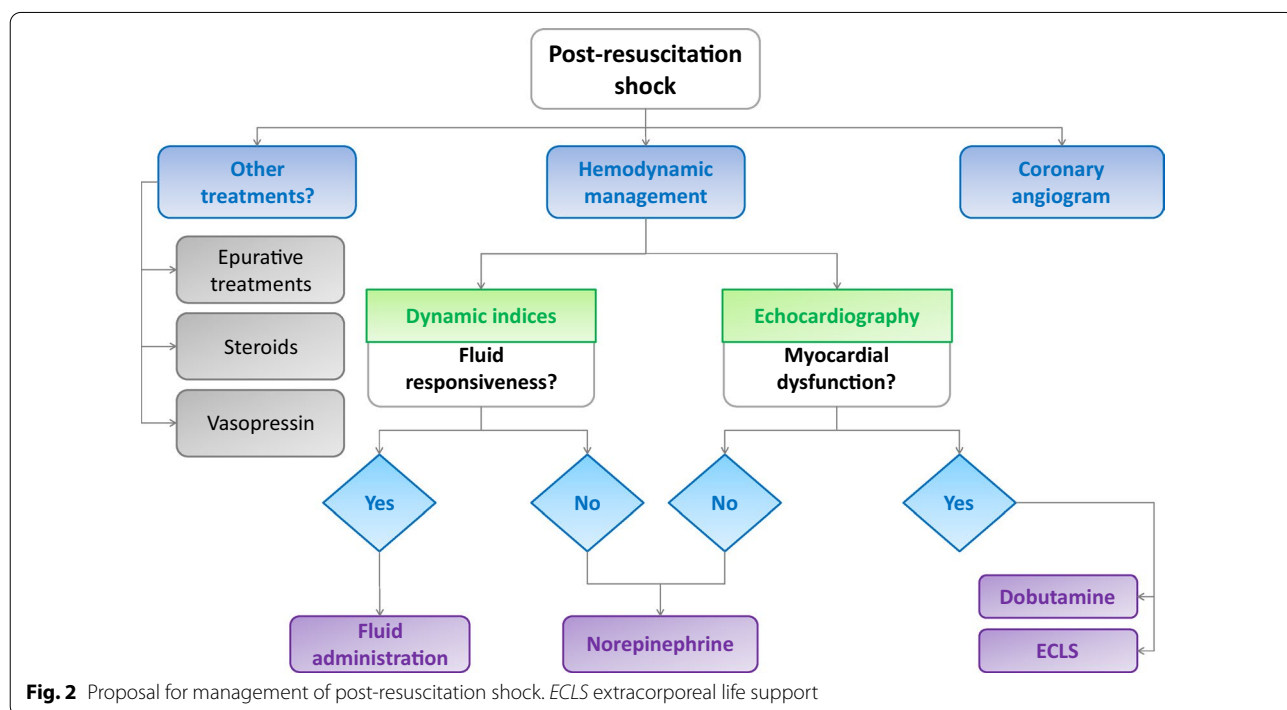 Post-resuscitation
shock
Other
treatments?
Hemodynamic
management
Coronary
angiogram
Epurative
treatments
Steroids
Vasopressin
Dynamic indices
Fluid
responsiveness?
Echocardiography
Myocardial
dysfunction?
Yes
No
No
Yes
Fluid
administration
Norepinephrine
Dobutamine
ECLS
Fig. 2 Proposal for management of post-resuscitation shock. ECLS extracorporeal life support